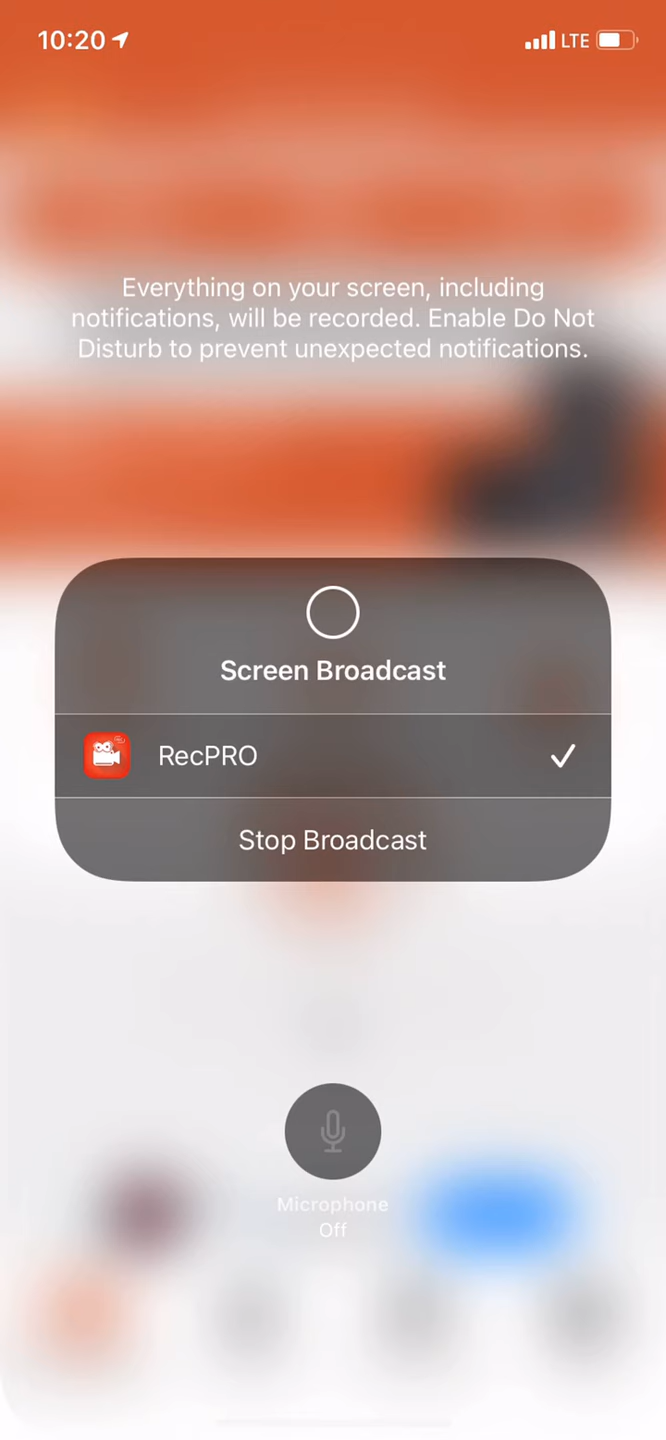 10:20
LTE
Everything on your screen, including
notifications, will be recorded. Enable Do Not
Disturb to prevent unexpected notifications.
Screen Broadcast
RecPRO
Stop Broadcast
Microphone
Off